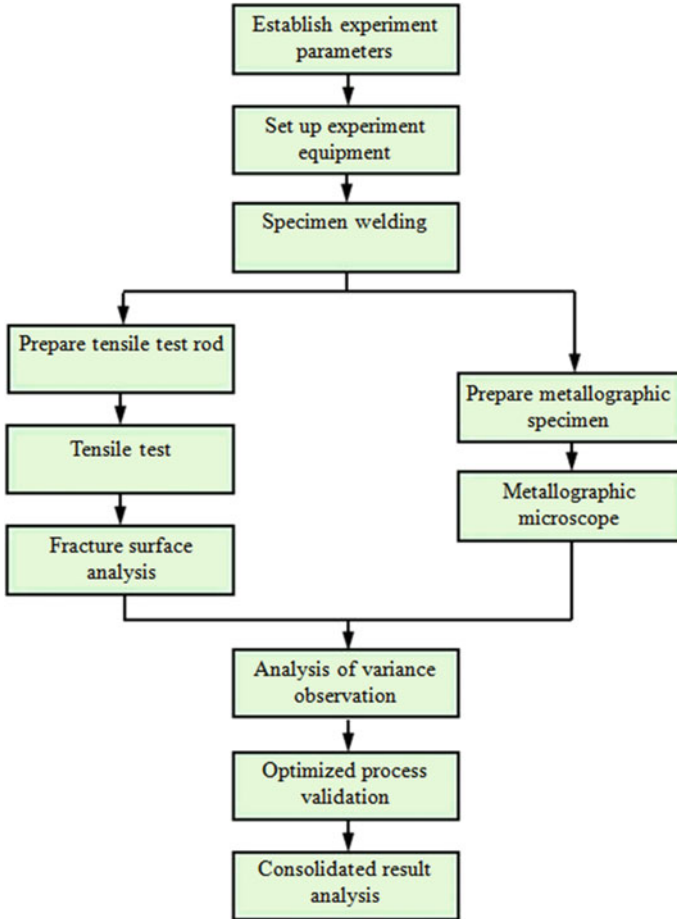 Establish experiment
parameters
Set up experiment
equipment
Specimen welding
Prepare tensile test rod
Tensile test
Fracture surface
analysis
Prepare metallographic
specimen
Metallographic
microscope
Analysis of variance
observation
Optimized process
validation
Consolidated result
analysis